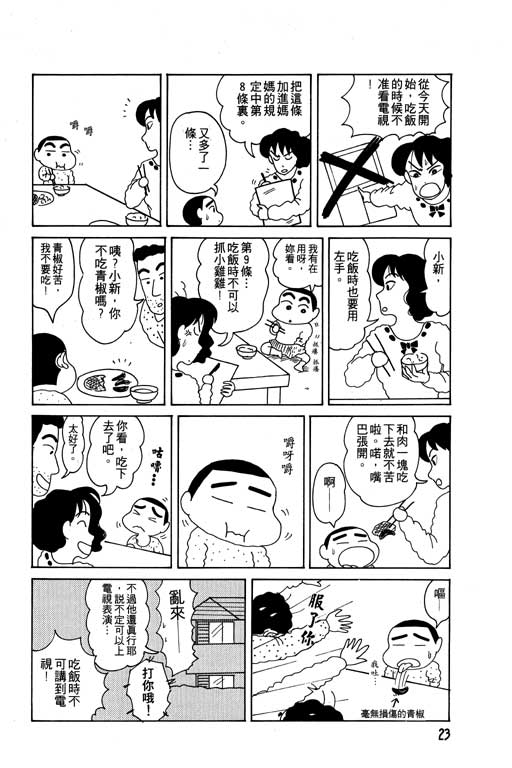 從今天開
始，吃飯
的時候不
准看電視
！
把這條
加進媽
媽的規
定中第
8條裏。
又多了一
條…
嚼
嚼
小新，
吃飯時也要用
左手。
我有在
用呀，
妳看。
抓搔
抓搔
第9條…
吃飯時不可以
抓小雞雞！
咦？小新，你
不吃青椒嗎？
青椒好苦，
我不要吃！
和肉一塊吃
下去就不苦
啦。喏，嘴
巴張開。
啊——
嚼呀嚼
咕嚕…
你看，吃下
去了吧。
太好了。
嘔——
我吐…
毫無損傷的青椒
服了你
亂來——
不過他還真行耶
，說不定可以上
電視表演…
打你哦！
吃飯時不
可講到電
視！
23